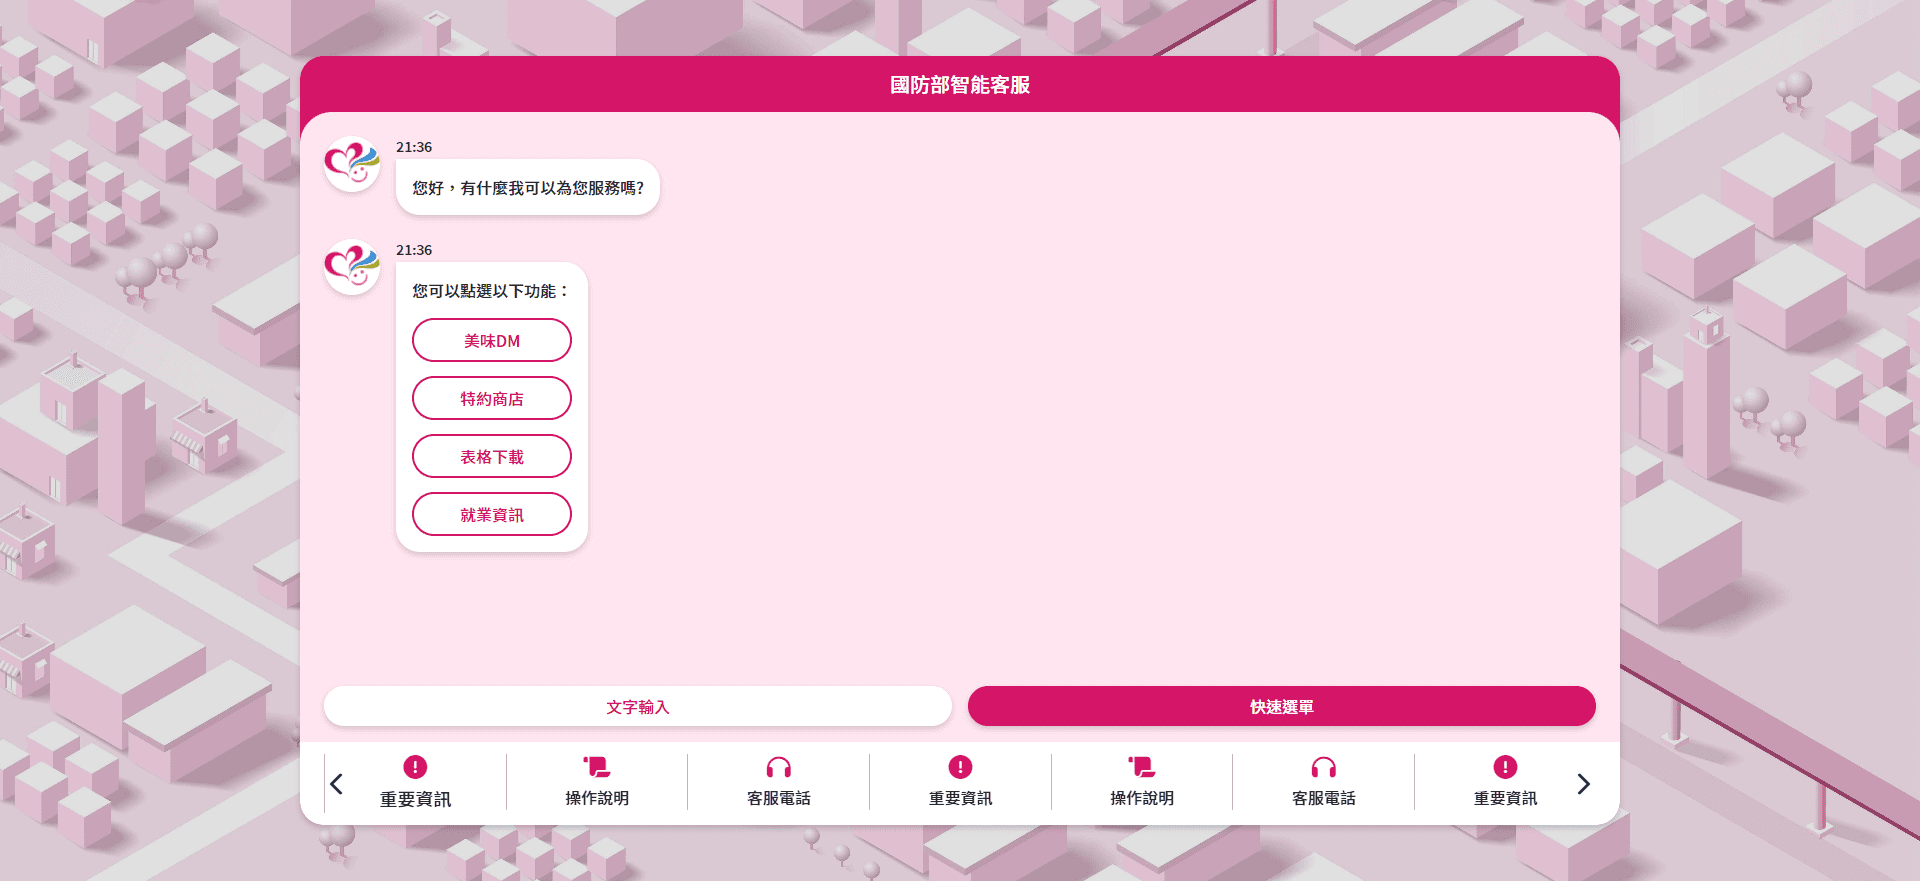 國防部智能客服
21:36
您好，有什麼我可以為您服務嗎?
21:36
您可以點選以下功能：
美味DM
特約商店
表格下載
就業資訊
文字輸入
快速選單
重要資訊
操作說明
客服電話
重要資訊
操作說明
客服電話
重要資訊